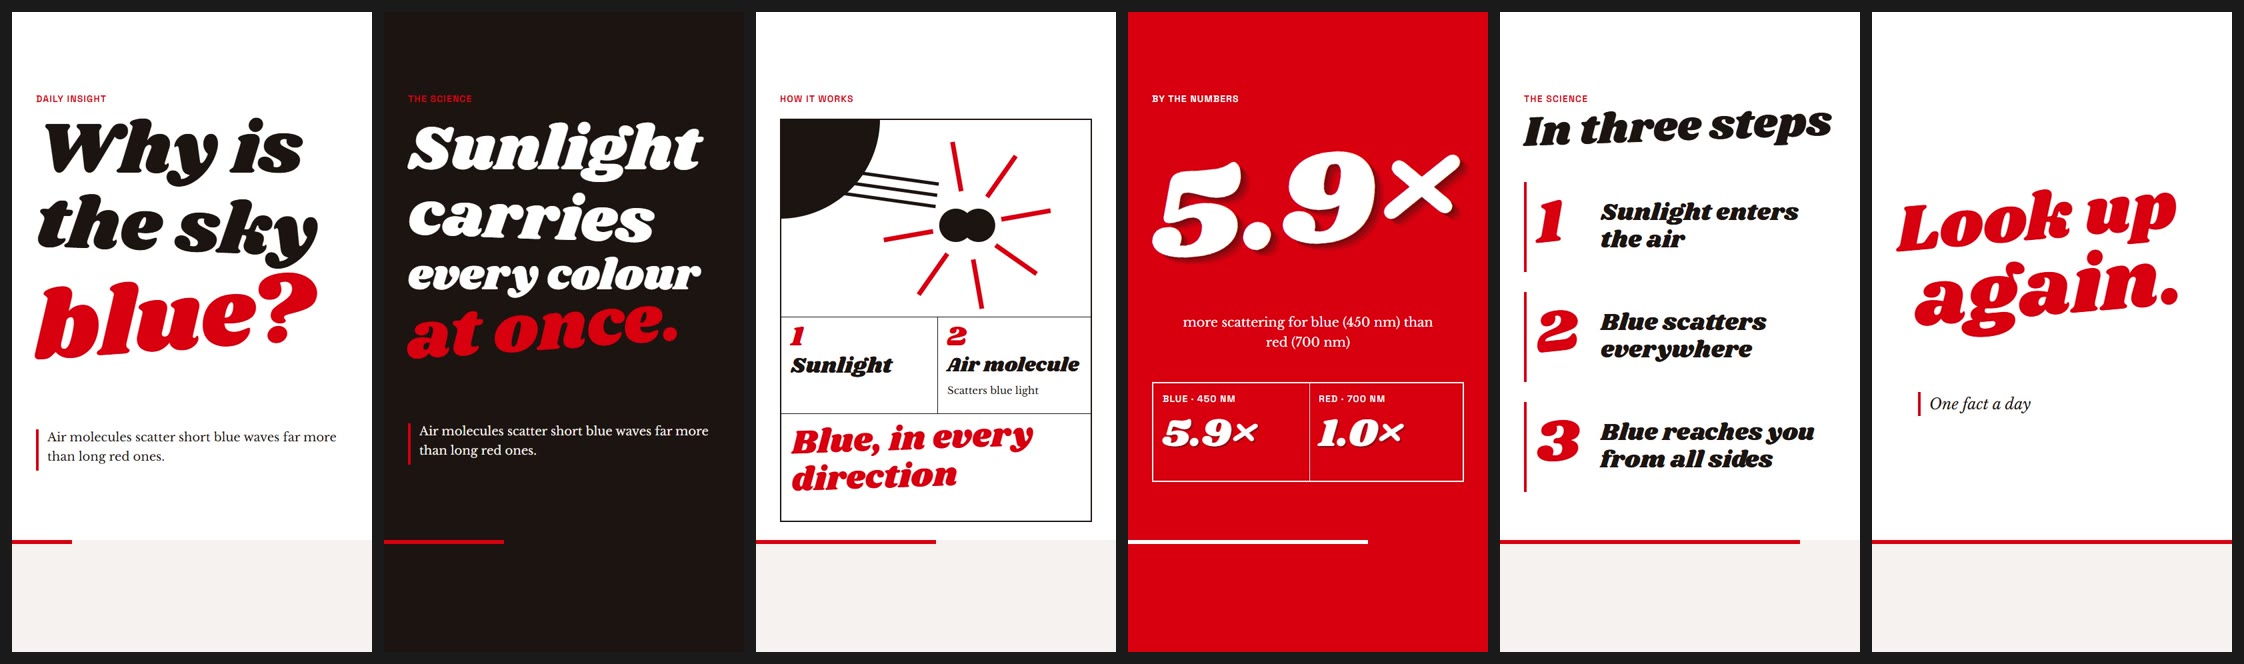 DAILY INSIGHT
Why is
the sky
blue?
Air molecules scatter short blue waves far more
than long red ones.
THE SCIENCE
Sunlight
carries
every colour
at once.
Air molecules scatter short blue waves far more
than long red ones.
HOW IT WORKS
1
Sunlight
2
Air molecule
Scatters blue light
Blue, in every
direction
BY THE NUMBERS
5.9×
more scattering for blue (450 nm) than
red (700 nm)
BLUE · 450 NM
5.9×
RED · 700 NM
1.0×
THE SCIENCE
In three steps
1
Sunlight enters
the air
2
Blue scatters
everywhere
3
Blue reaches you
from all sides
Look up
again.
One fact a day